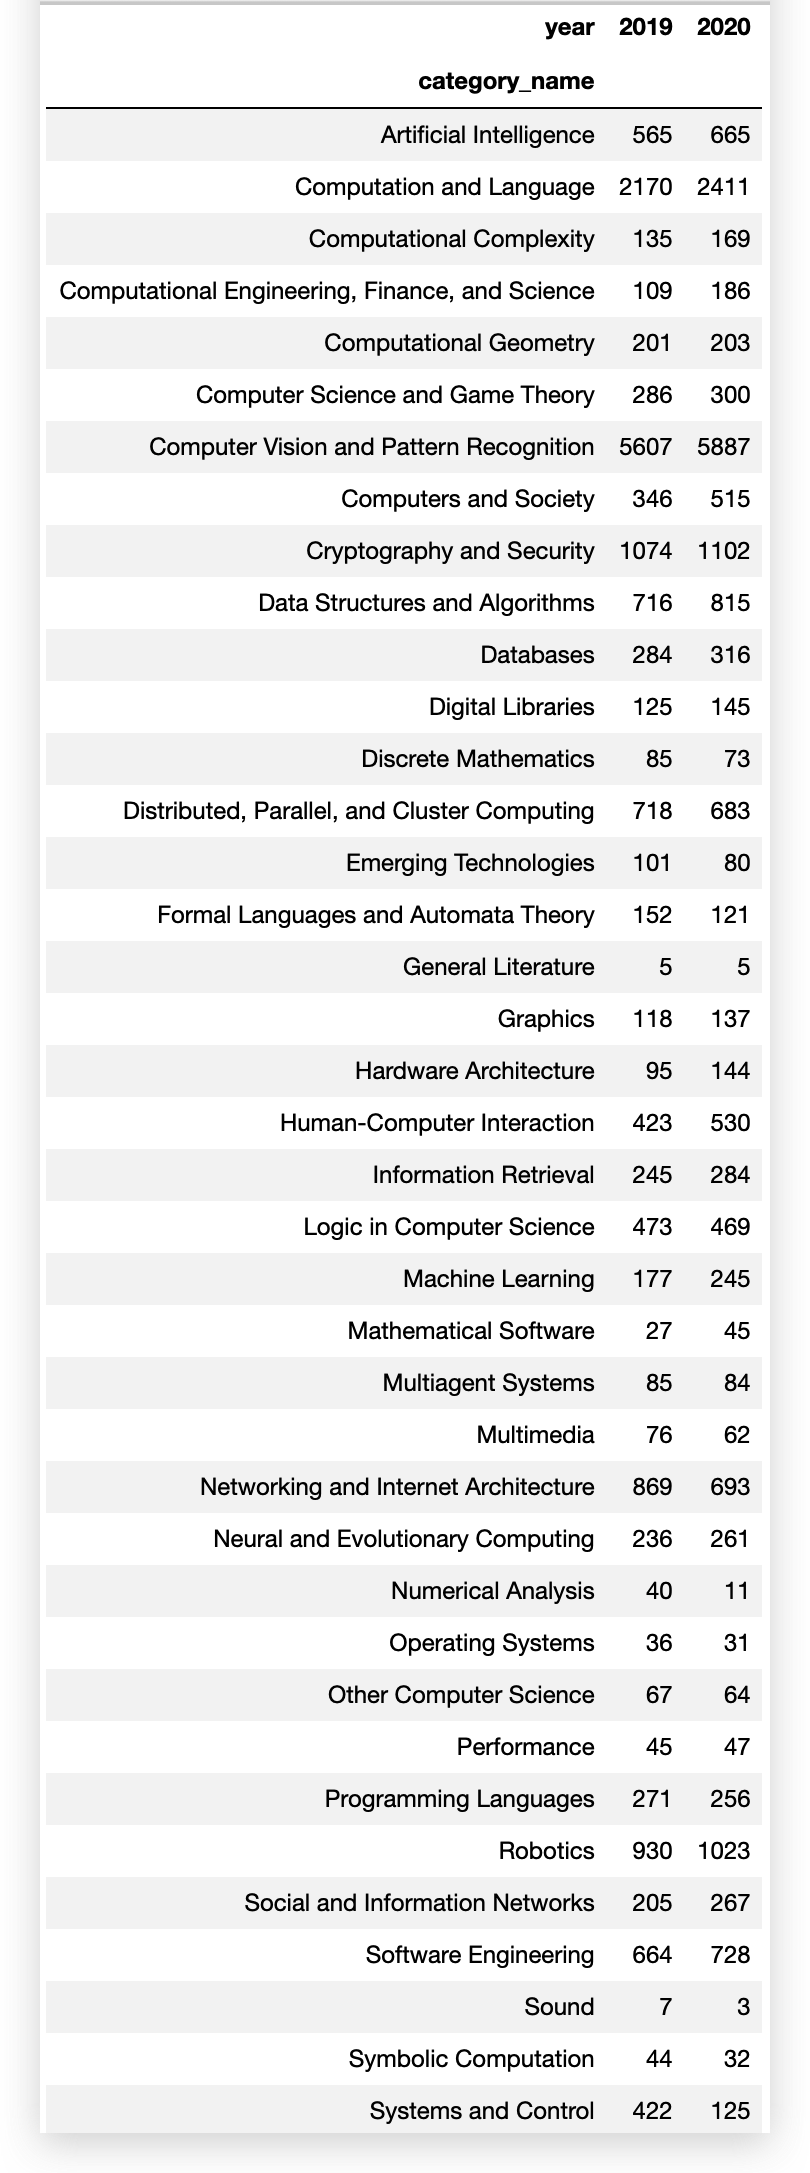 year 2019 2020
category_name
Artificial Intelligence 565 665
Computation and Language 2170 2411
Computational Complexity 135 169
Computational Engineering, Finance, and Science 109 186
Computational Geometry 201 203
Computer Science and Game Theory 286 300
Computer Vision and Pattern Recognition 5607 5887
Computers and Society 346 515
Cryptography and Security 1074 1102
Data Structures and Algorithms 716 815
Databases 284 316
Digital Libraries 125 145
Discrete Mathematics 85 73
Distributed, Parallel, and Cluster Computing 718 683
Emerging Technologies 101 80
Formal Languages and Automata Theory 152 121
General Literature 5 5
Graphics 118 137
Hardware Architecture 95 144
Human-Computer Interaction 423 530
Information Retrieval 245 284
Logic in Computer Science 473 469
Machine Learning 177 245
Mathematical Software 27 45
Multiagent Systems 85 84
Multimedia 76 62
Networking and Internet Architecture 869 693
Neural and Evolutionary Computing 236 261
Numerical Analysis 40 11
Operating Systems 36 31
Other Computer Science 67 64
Performance 45 47
Programming Languages 271 256
Robotics 930 1023
Social and Information Networks 205 267
Software Engineering 664 728
Sound 7 3
Symbolic Computation 44 32
Systems and Control 422 125